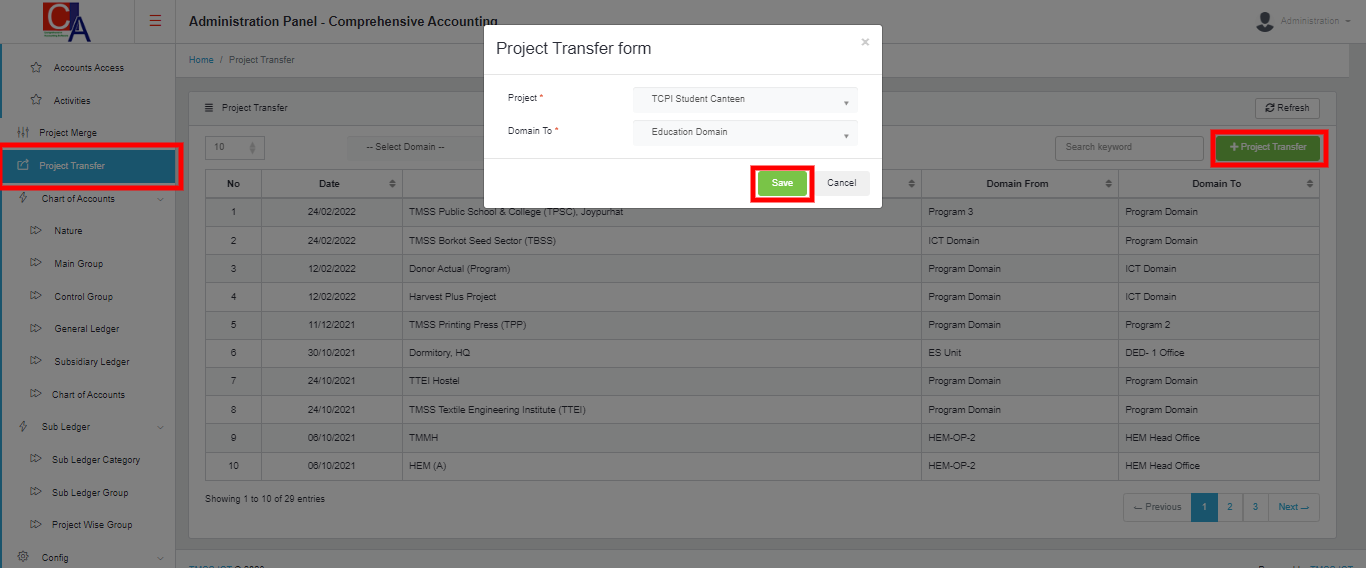 CA
Administration Panel - Comprehensive Accounting
Administration
Accounts Access
Activities
Project Merge
Project Transfer
Chart of Accounts
Nature
Main Group
Control Group
General Ledger
Subsidiary Ledger
Chart of Accounts
Sub Ledger
Sub Ledger Category
Sub Ledger Group
Project Wise Group
Config
Home / Project Transfer
Project Transfer
Refresh
10 -- Select Domain -- Search keyword + Project Transfer
Project Transfer form ×
Project * TCPI Student Canteen
Domain To * Education Domain
Save Cancel
No Date Domain From Domain To
1 24/02/2022 TMSS Public School & College (TPSC), Joypurhat Program 3 Program Domain
2 24/02/2022 TMSS Borkot Seed Sector (TBSS) ICT Domain Program Domain
3 12/02/2022 Donor Actual (Program) Program Domain ICT Domain
4 12/02/2022 Harvest Plus Project Program Domain ICT Domain
5 11/12/2021 TMSS Printing Press (TPP) Program Domain Program 2
6 30/10/2021 Dormitory, HQ ES Unit DED- 1 Office
7 24/10/2021 TTEI Hostel Program Domain Program Domain
8 24/10/2021 TMSS Textile Engineering Institute (TTEI) Program Domain Program Domain
9 06/10/2021 TMMH HEM-OP-2 HEM Head Office
10 06/10/2021 HEM (A) HEM-OP-2 HEM Head Office
Showing 1 to 10 of 29 entries
Previous 1 2 3 Next